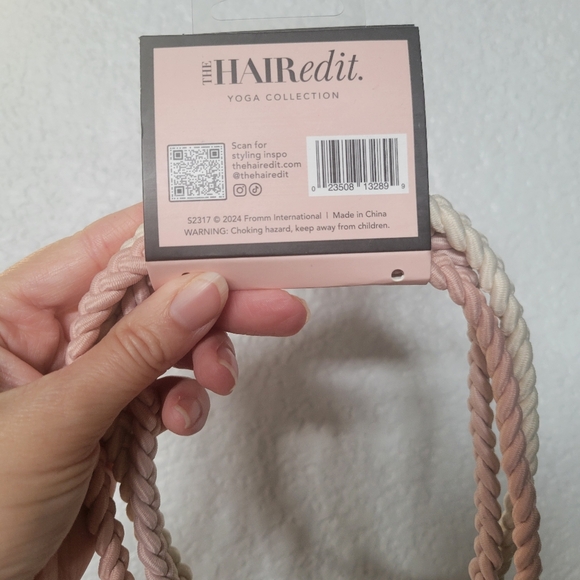 THE HAIRedit.
YOGA COLLECTION
Scan for
styling inspo
thehairedit.com
@thehairedit
0 23508 13289 9
S2317 © 2024 Fromm International | Made in China
WARNING: Choking hazard, keep away from children.